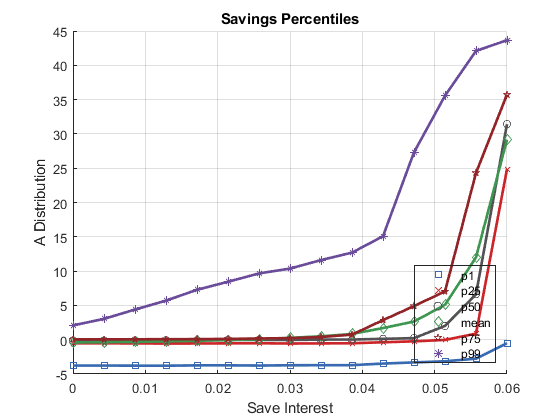 Savings Percentiles
45
40
35
30
25
20
15
10
5
0
-5
A Distribution
p1
p25
p50
mean
p75
p99
0 0.01 0.02 0.03 0.04 0.05 0.06
Save Interest